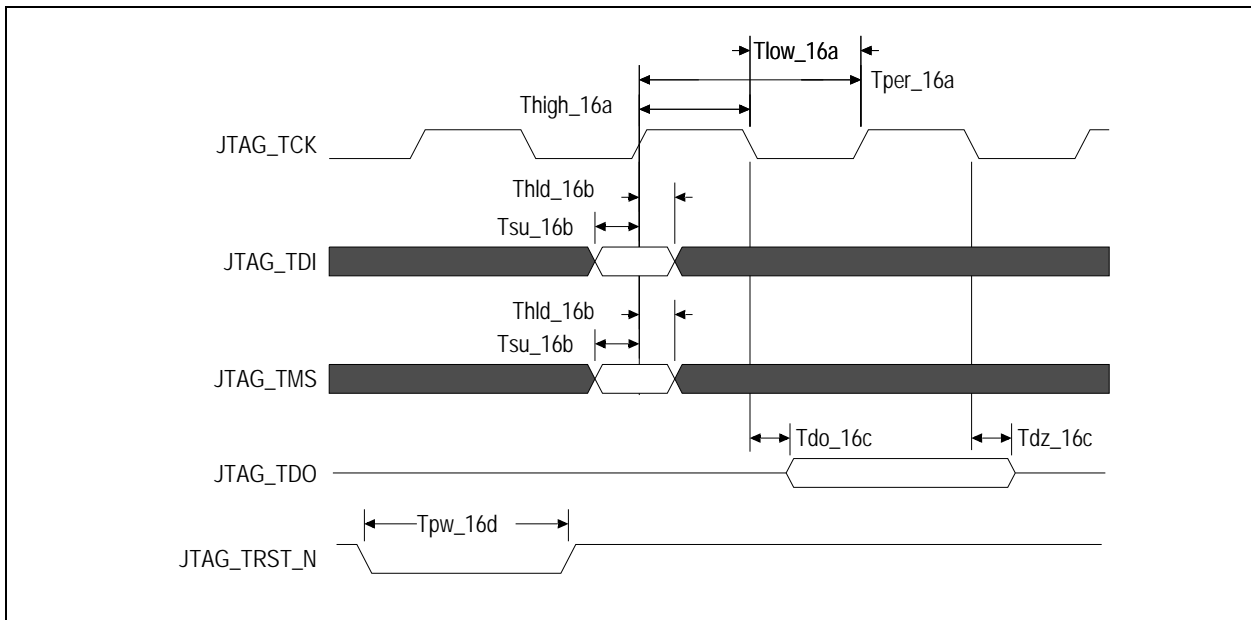 Tlow_16a
Tper_16a
Thigh_16a
JTAG_TCK
Thld_16b
Tsu_16b
JTAG_TDI
Thld_16b
Tsu_16b
JTAG_TMS
Tdo_16c
Tdz_16c
JTAG_TDO
Tpw_16d
JTAG_TRST_N